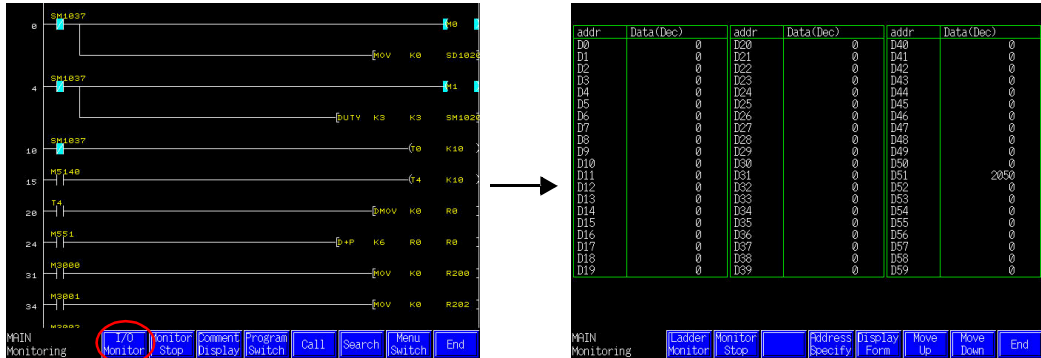 SM1037
0 M0
MOV K0 SD102
SM1037
4 M1
DUTY K3 K3 SM1020
SM1037
10 T0 K10
M5140
15 T4 K10
T4
20 DMOV K0 R0
M551
24 D+P K6 R0 R0
M3000
31 MOV K0 R200
M3001
34 MOV K0 R202
M3002
MAIN
Monitoring
I/O Monitor
Monitor Stop
Comment Display
Program Switch
Call
Search
Menu Switch
End
addr Data(Dec) addr Data(Dec) addr Data(Dec)
D0 0 D20 0 D40 0
D1 0 D21 0 D41 0
D2 0 D22 0 D42 0
D3 0 D23 0 D43 0
D4 0 D24 0 D44 0
D5 0 D25 0 D45 0
D6 0 D26 0 D46 0
D7 0 D27 0 D47 0
D8 0 D28 0 D48 0
D9 0 D29 0 D49 0
D10 0 D30 0 D50 0
D11 0 D31 0 D51 2050
D12 0 D32 0 D52 0
D13 0 D33 0 D53 0
D14 0 D34 0 D54 0
D15 0 D35 0 D55 0
D16 0 D36 0 D56 0
D17 0 D37 0 D57 0
D18 0 D38 0 D58 0
D19 0 D39 0 D59 0
MAIN
Monitoring
Ladder Monitor
Monitor Stop
Address Specify
Display Form
Move Up
Move Down
End